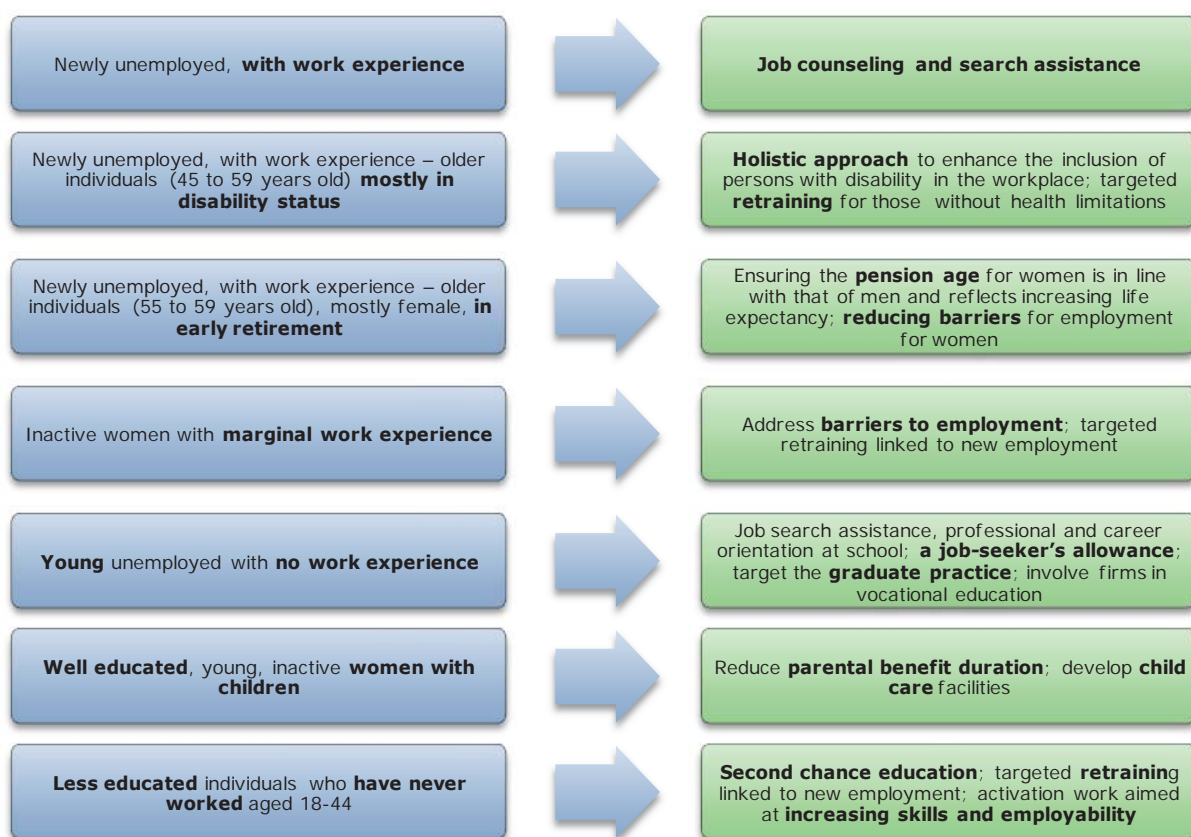 Newly unemployed, with work experience
Job counseling and search assistance
Newly unemployed, with work experience – older
individuals (45 to 59 years old) mostly in
disability status
Holistic approach to enhance the inclusion of
persons with disability in the workplace; targeted
retraining for those without health limitations
Newly unemployed, with work experience – older
individuals (55 to 59 years old), mostly female, in
early retirement
Ensuring the pension age for women is in line
with that of men and reflects increasing life
expectancy; reducing barriers for employment
for women
Inactive women with marginal work experience
Address barriers to employment; targeted
retraining linked to new employment
Young unemployed with no work experience
Job search assistance, professional and career
orientation at school; a job-seeker's allowance;
target the graduate practice; involve firms in
vocational education
Well educated, young, inactive women with
children
Reduce parental benefit duration; develop child
care facilities
Less educated individuals who have never
worked aged 18-44
Second chance education; targeted retraining
linked to new employment; activation work aimed
at increasing skills and employability